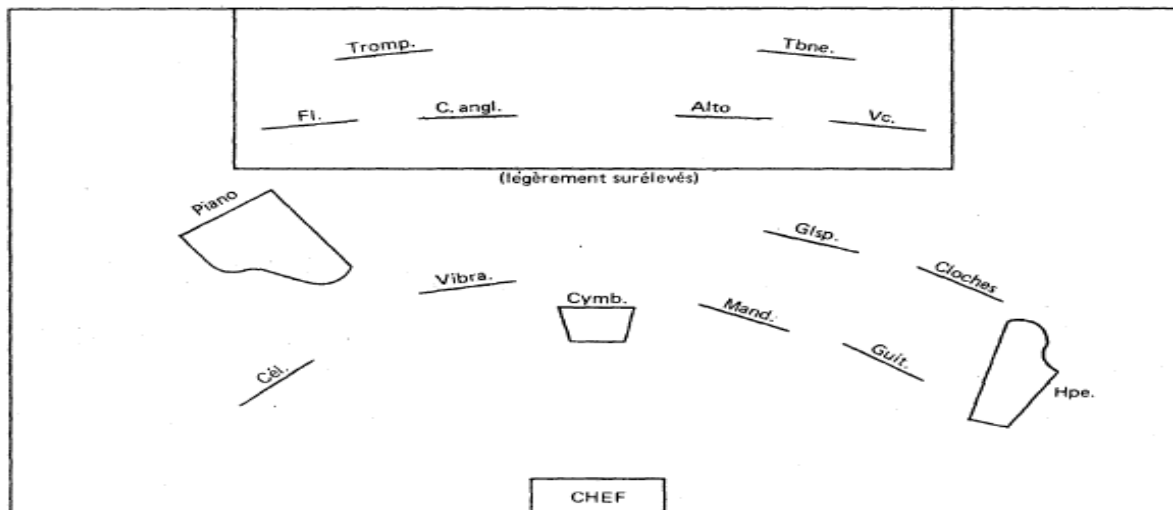 Tromp.
Tbne.
Fl.
C. angl.
Alto
Vc.
(légèrement surélevés)
Piano
Glsp.
Cloches
Vibra.
Cymb.
Mand.
Guit.
Cél.
Hpe.
CHEF